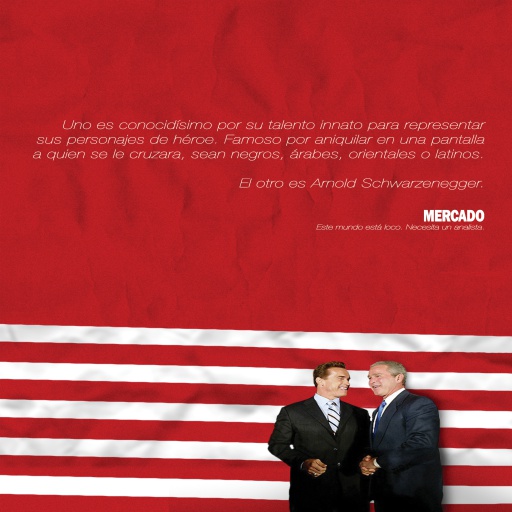 Uno es conocidísimo por su talento innato para representar
sus personajes de héroe. Famoso por aniquilar en una pantalla
a quien se le cruzara, sean negros, árabes, orientales o latinos.
El otro es Arnold Schwarzenegger.
MERCADO
Este mundo está loco. Necesita un analista.